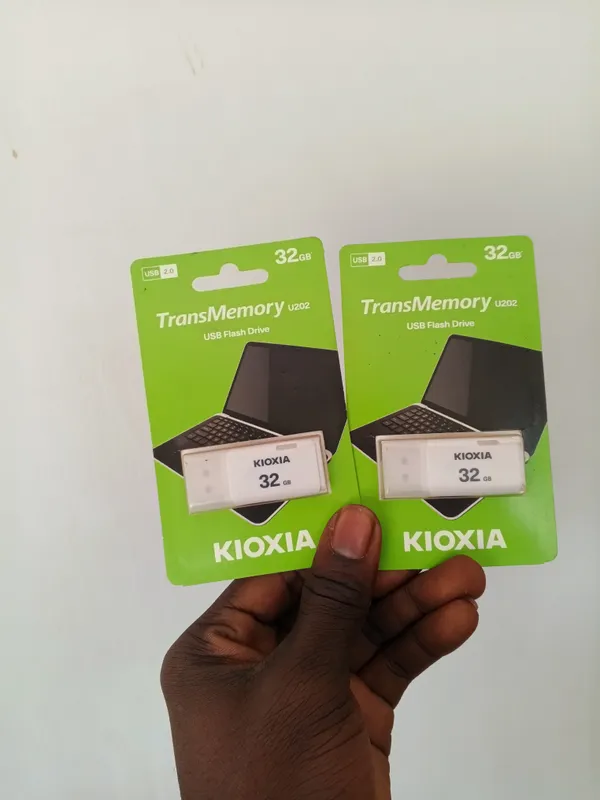 USB 2.0
32GB
TransMemory U202
USB Flash Drive
KIOXIA
32 GB
KIOXIA
USB 2.0
32GB
TransMemory U202
USB Flash Drive
KIOXIA
32 GB
KIOXIA